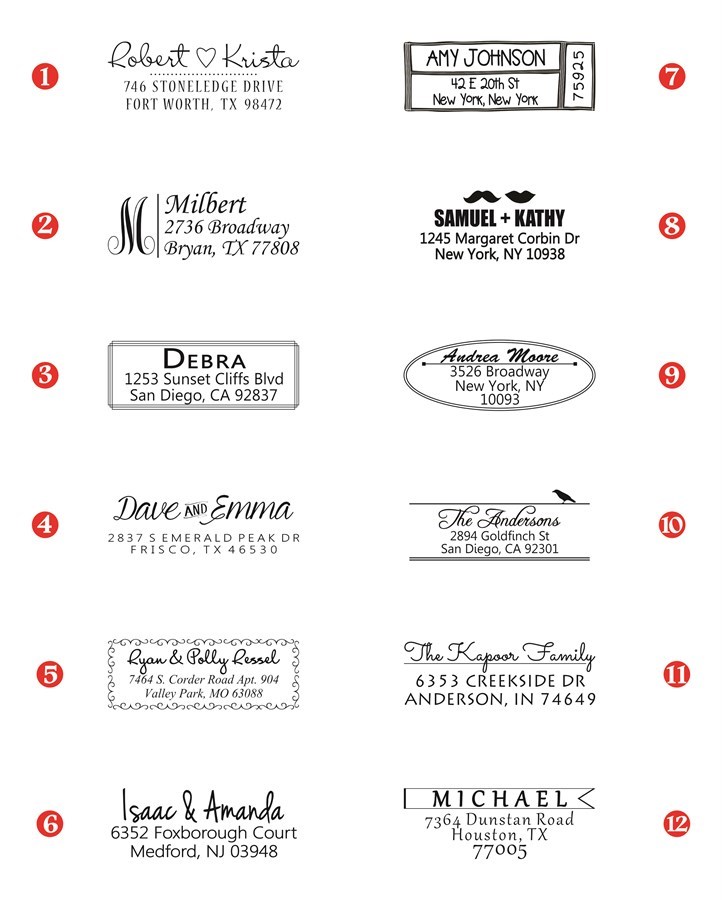 1
Robert ♡ Krista
746 STONELEDGE DRIVE
FORT WORTH, TX 98472
2
M
Milbert
2736 Broadway
Bryan, TX 77808
3
DEBRA
1253 Sunset Cliffs Blvd
San Diego, CA 92837
4
Dave AND Emma
2837 S EMERALD PEAK DR
FRISCO, TX 46530
5
Ryan & Polly Ressel
7464 S. Corder Road Apt. 904
Valley Park, MO 63088
6
Isaac & Amanda
6352 Foxborough Court
Medford, NJ 03948
7
AMY JOHNSON
42 E 20th St
New York, New York
75925
8
SAMUEL + KATHY
1245 Margaret Corbin Dr
New York, NY 10938
9
Andrea Moore
3526 Broadway
New York, NY
10093
10
The Andersons
2894 Goldfinch St
San Diego, CA 92301
11
The Kapoor Family
6353 CREEKSIDE DR
ANDERSON, IN 74649
12
MICHAEL
7364 Dunstan Road
Houston, TX
77005